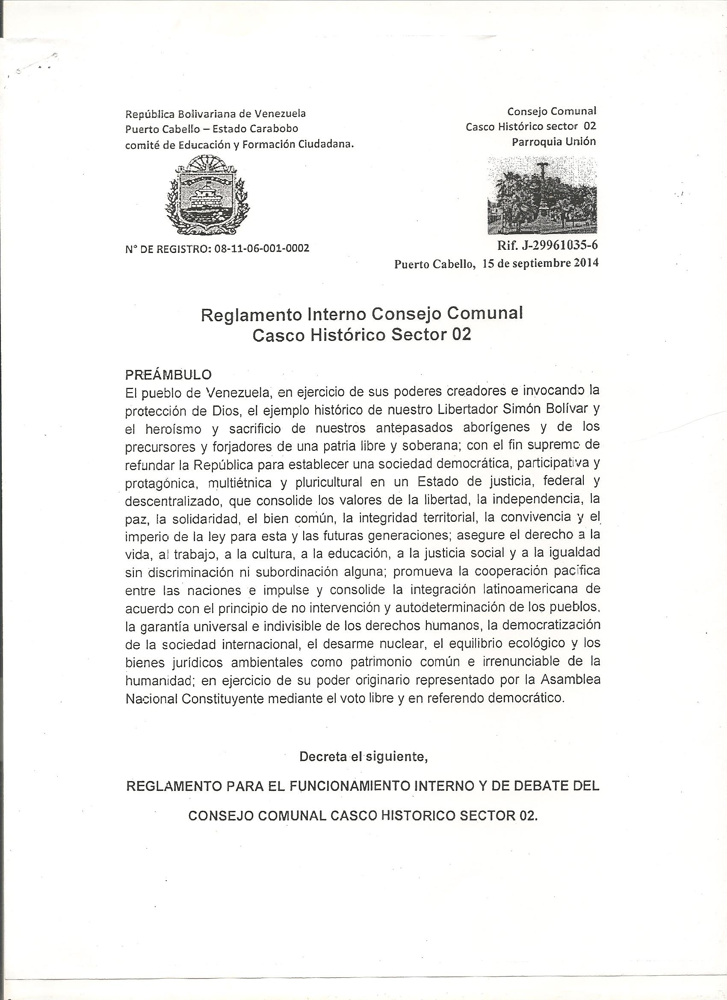 República Bolivariana de Venezuela
Puerto Cabello – Estado Carabobo
comité de Educación y Formación Ciudadana.
Consejo Comunal
Casco Histórico sector 02
Parroquia Unión
N° DE REGISTRO: 08-11-06-001-0002
Rif. J-29961035-6
Puerto Cabello, 15 de septiembre 2014
Reglamento Interno Consejo Comunal
Casco Histórico Sector 02
PREÁMBULO
El pueblo de Venezuela, en ejercicio de sus poderes creadores e invocando la
protección de Dios, el ejemplo histórico de nuestro Libertador Simón Bolívar y
el heroísmo y sacrificio de nuestros antepasados aborígenes y de los
precursores y forjadores de una patria libre y soberana; con el fin supremo de
refundar la República para establecer una sociedad democrática, participativa y
protagónica, multiétnica y pluricultural en un Estado de justicia, federal y
descentralizado, que consolide los valores de la libertad, la independencia, la
paz, la solidaridad, el bien común, la integridad territorial, la convivencia y el
imperio de la ley para esta y las futuras generaciones; asegure el derecho a la
vida, al trabajo, a la cultura, a la educación, a la justicia social y a la igualdad
sin discriminación ni subordinación alguna; promueva la cooperación pacífica
entre las naciones e impulse y consolide la integración latinoamericana de
acuerdo con el principio de no intervención y autodeterminación de los pueblos,
la garantía universal e indivisible de los derechos humanos, la democratización
de la sociedad internacional, el desarme nuclear, el equilibrio ecológico y los
bienes jurídicos ambientales como patrimonio común e irrenunciable de la
humanidad; en ejercicio de su poder originario representado por la Asamblea
Nacional Constituyente mediante el voto libre y en referendo democrático.
Decreta el siguiente,
REGLAMENTO PARA EL FUNCIONAMIENTO INTERNO Y DE DEBATE DEL
CONSEJO COMUNAL CASCO HISTORICO SECTOR 02.